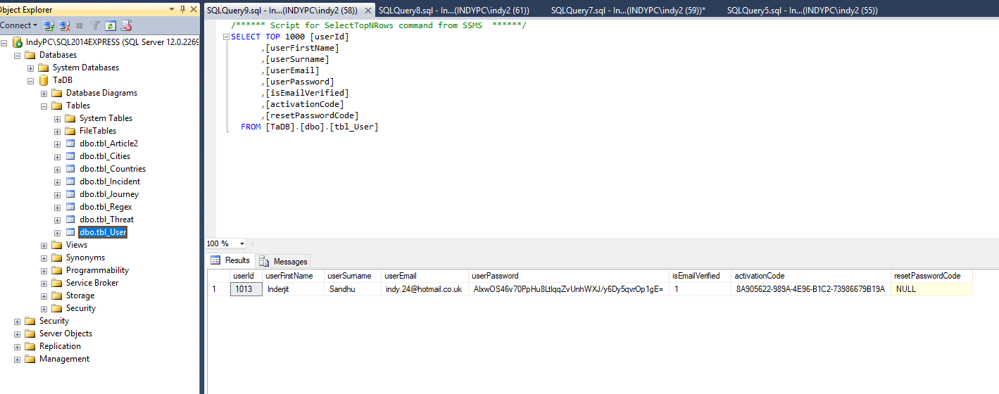 Object Explorer
SQLQuery9.sql - In...(INDYPC\indy2 (58))
SQLQuery8.sql - In...(INDYPC\indy2 (61))
SQLQuery7.sql - In...(INDYPC\indy2 (59))*
SQLQuery5.sql - In...(INDYPC\indy2 (55))
Connect
IndyPC\SQL2014EXPRESS (SQL Server 12.0.2269
Databases
System Databases
TaDB
Database Diagrams
Tables
System Tables
FileTables
dbo.tbl_Article2
dbo.tbl_Cities
dbo.tbl_Countries
dbo.tbl_Incident
dbo.tbl_Journey
dbo.tbl_Regex
dbo.tbl_Threat
dbo.tbl_User
Views
Synonyms
Programmability
Service Broker
Storage
Security
Security
Server Objects
Replication
Management
/****** Script for SelectTopNRows command from SSMS ******/
SELECT TOP 1000 [userId]
,[userFirstName]
,[userSurname]
,[userEmail]
,[userPassword]
,[isEmailVerified]
,[activationCode]
,[resetPasswordCode]
FROM [TaDB].[dbo].[tbl_User]
100 %
Results Messages
userId userFirstName userSurname userEmail userPassword isEmailVerified activationCode resetPasswordCode
1 1013 Inderjit Sandhu indy.24@hotmail.co.uk AlxwOS46v70PpHu8LtlqqZvUnhWXJ/y6Dy5qvrOp1gE= 1 8A905622-989A-4E96-B1C2-73986679B19A NULL